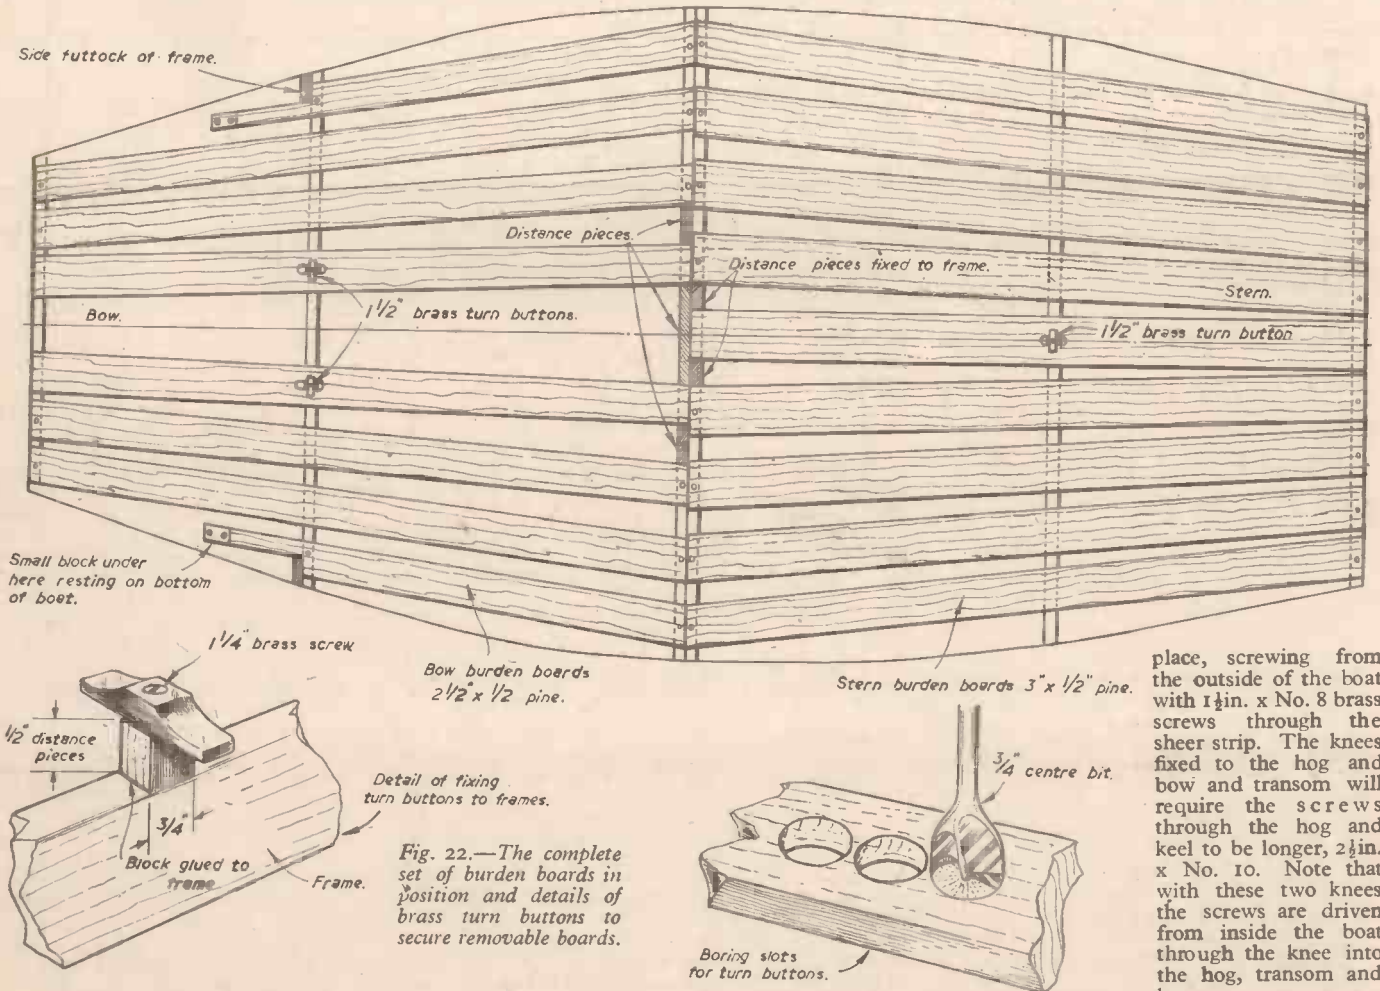 Side futtock of frame.
Distance pieces.
Distance pieces fixed to frame.
Stern.
Bow.
1 1/2" brass turn buttons.
1 1/2" brass turn button
Small block under
here resting on bottom
of boat.
Bow burden boards
2 1/2" x 1/2 pine.
Stern burden boards 3" x 1/2" pine.
1 1/4" brass screw
1/2" distance
pieces
3/4"
Block glued to
frame
Frame.
Detail of fixing
turn buttons to frames.
Fig. 22.—The complete
set of burden boards in
position and details of
brass turn buttons to
secure removable boards.
3/4" centre bit.
Boring slots
for turn buttons.
place, screwing from
the outside of the boat
with 1½in. x No. 8 brass
screws through the
sheer strip. The knees
fixed to the hog and
bow and transom will
require the screws
through the hog and
keel to be longer, 2½in.
x No. 10. Note that
with these two knees
the screws are driven
from inside the boat
through the knee into
the hog, transom and